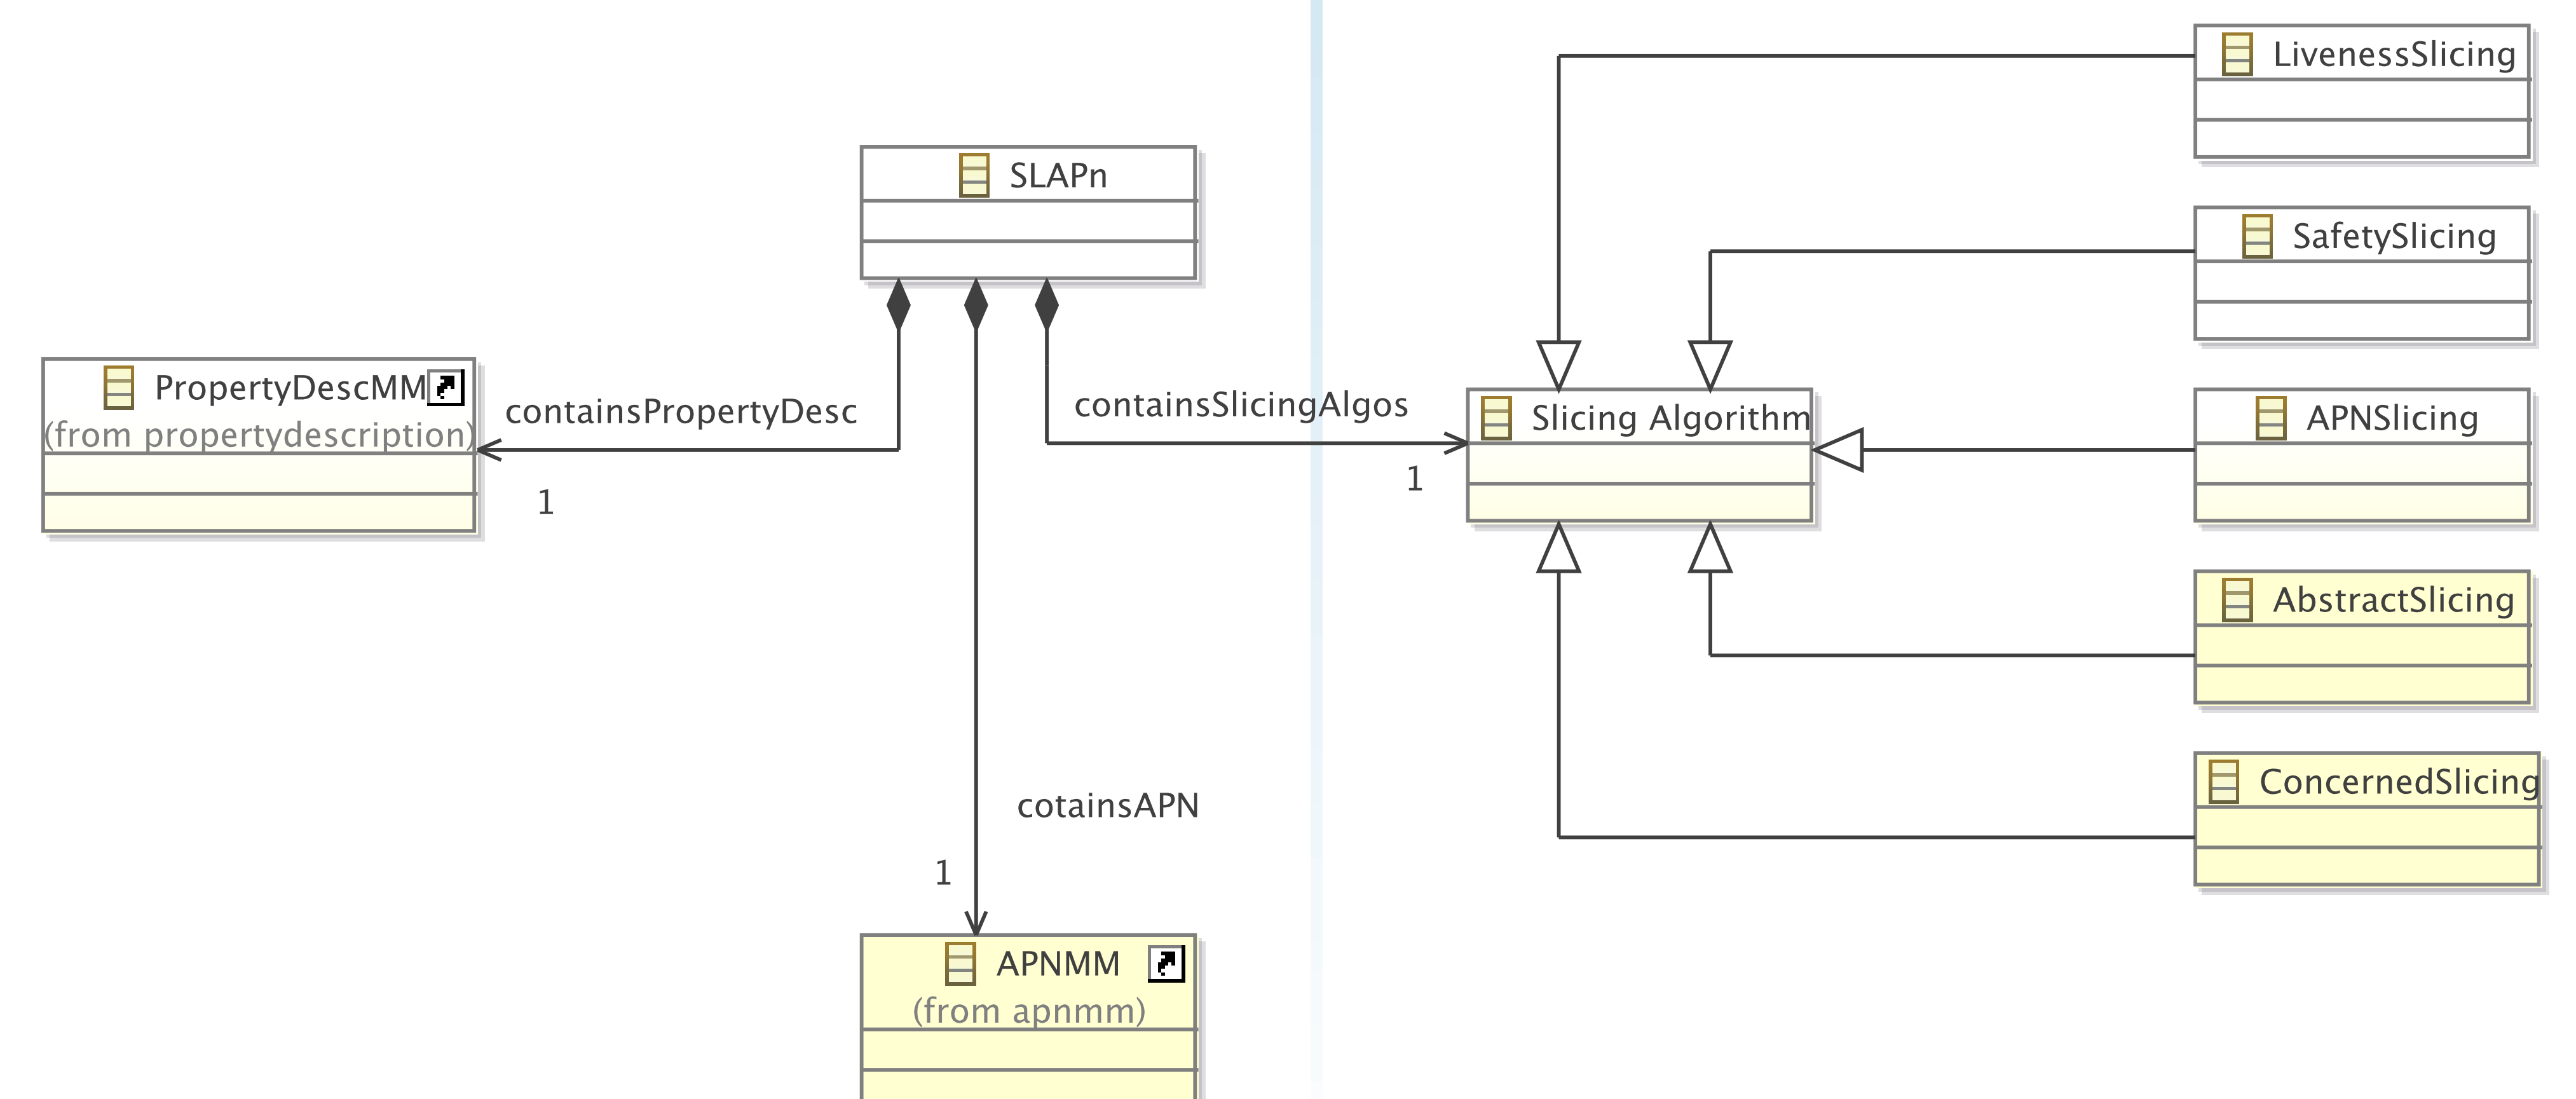 LivenessSlicing
SLAPn
SafetySlicing
PropertyDescMM
(from propertydescription)
containsPropertyDesc
1
containsSlicingAlgos
1
Slicing Algorithm
APNSlicing
AbstractSlicing
ConcernedSlicing
cotainsAPN
1
APNMM
(from apnmm)